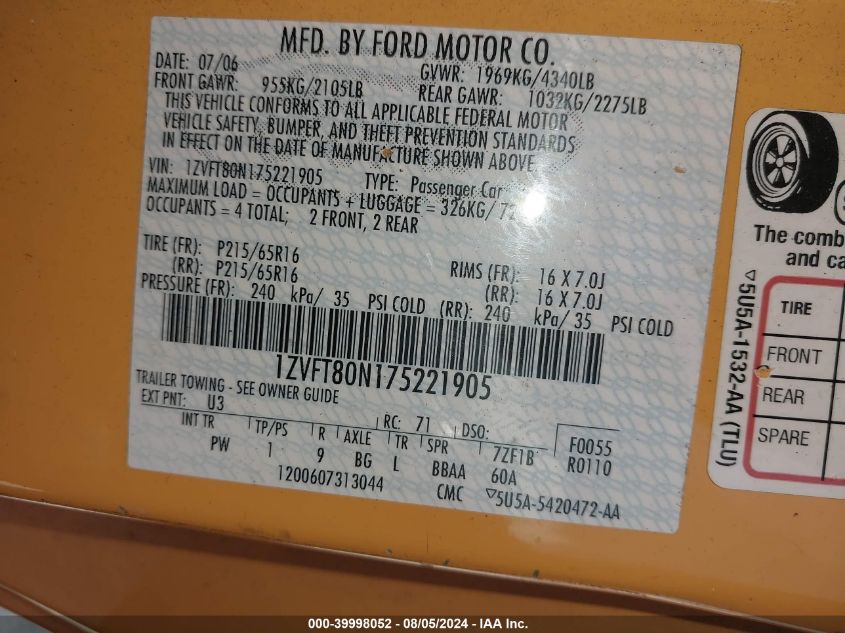 MFD. BY FORD MOTOR CO.
DATE: 07/06 GVWR: 1969KG/4340LB
FRONT GAWR: 955KG/2105LB REAR GAWR: 1032KG/2275LB
THIS VEHICLE CONFORMS TO ALL APPLICABLE FEDERAL MOTOR
VEHICLE SAFETY, BUMPER, AND THEFT PREVENTION STANDARDS
IN EFFECT ON THE DATE OF MANUFACTURE SHOWN ABOVE
VIN: 1ZVFT80N175221905 TYPE: Passenger Car
MAXIMUM LOAD = OCCUPANTS + LUGGAGE = 326KG/ 72
OCCUPANTS = 4 TOTAL; 2 FRONT, 2 REAR
TIRE (FR): P215/65R16 RIMS (FR): 16 X 7.0J
(RR): P215/65R16 (RR): 16 X 7.0J
PRESSURE (FR): 240 kPa/ 35 PSI COLD (RR): 240 kPa/ 35 PSI COLD
1ZVFT80N175221905
TRAILER TOWING - SEE OWNER GUIDE
EXT PNT: U3 RC: 71 DSO: F0055
R0110
INT TR TP/PS R AXLE TR SPR 7ZF1B
PW 1 9 BG L BBAA 60A
1200607313044 CMC ▽5U5A-5420472-AA
The comb
and ca
TIRE
FRONT
REAR
SPARE
▽5U5A-1532-AA (TLU)
000-39998052 - 08/05/2024 - IAA Inc.